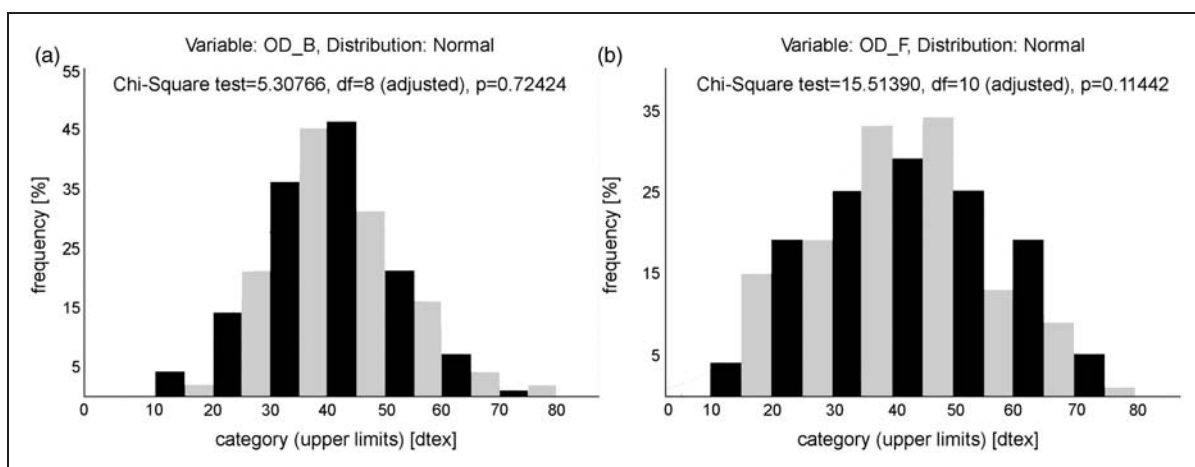 (a)
Variable: OD_B, Distribution: Normal
Chi-Square test=5.30766, df=8 (adjusted), p=0.72424
frequency [%]
55
45
35
25
15
5
0 10 20 30 40 50 60 70 80
category (upper limits) [dtex]
(b)
Variable: OD_F, Distribution: Normal
Chi-Square test=15.51390, df=10 (adjusted), p=0.11442
frequency [%]
35
25
15
5
0 10 20 30 40 50 60 70 80
category (upper limits) [dtex]